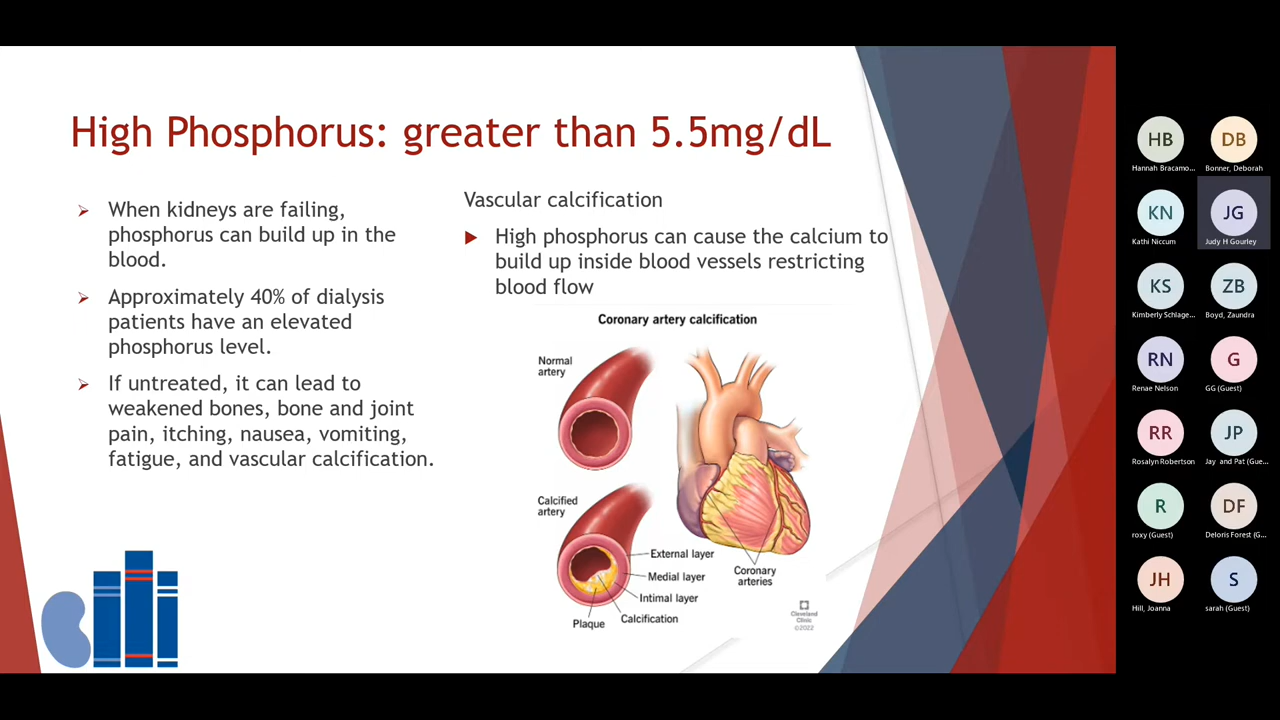 High Phosphorus: greater than 5.5mg/dL
When kidneys are failing,
phosphorus can build up in the
blood.
Approximately 40% of dialysis
patients have an elevated
phosphorus level.
If untreated, it can lead to
weakened bones, bone and joint
pain, itching, nausea, vomiting,
fatigue, and vascular calcification.
Vascular calcification
High phosphorus can cause the calcium to
build up inside blood vessels restricting
blood flow
Coronary artery calcification
Normal
artery
Calcified
artery
External layer
Medial layer
Intimal layer
Calcification
Plaque
Coronary
arteries
Cleveland
Clinic
©2022
HB
Hannah Bracamo...
DB
Bonner, Deborah
KN
Kathi Niccum
JG
Judy H Gourley
KS
Kimberly Schlage...
ZB
Boyd, Zaundra
RN
Renae Nelson
G
GG (Guest)
RR
Rosalyn Robertson
JP
Jay and Pat (Gue...
R
roxy (Guest)
DF
Deloris Forest (G...
JH
Hill, Joanna
S
sarah (Guest)